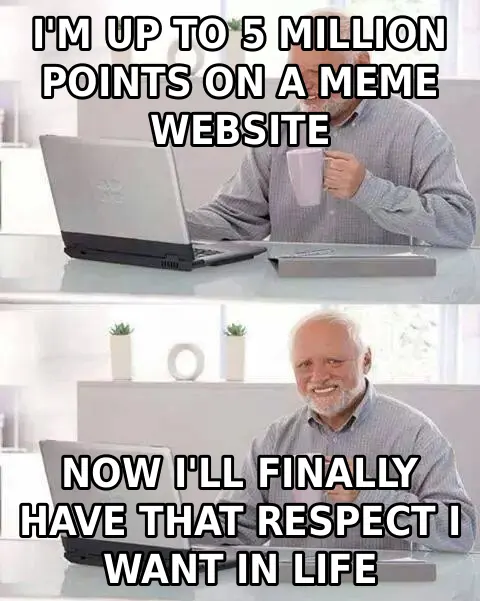 I'M UP TO 5 MILLION
POINTS ON A MEME
WEBSITE
NOW I'LL FINALLY
HAVE THAT RESPECT I
WANT IN LIFE